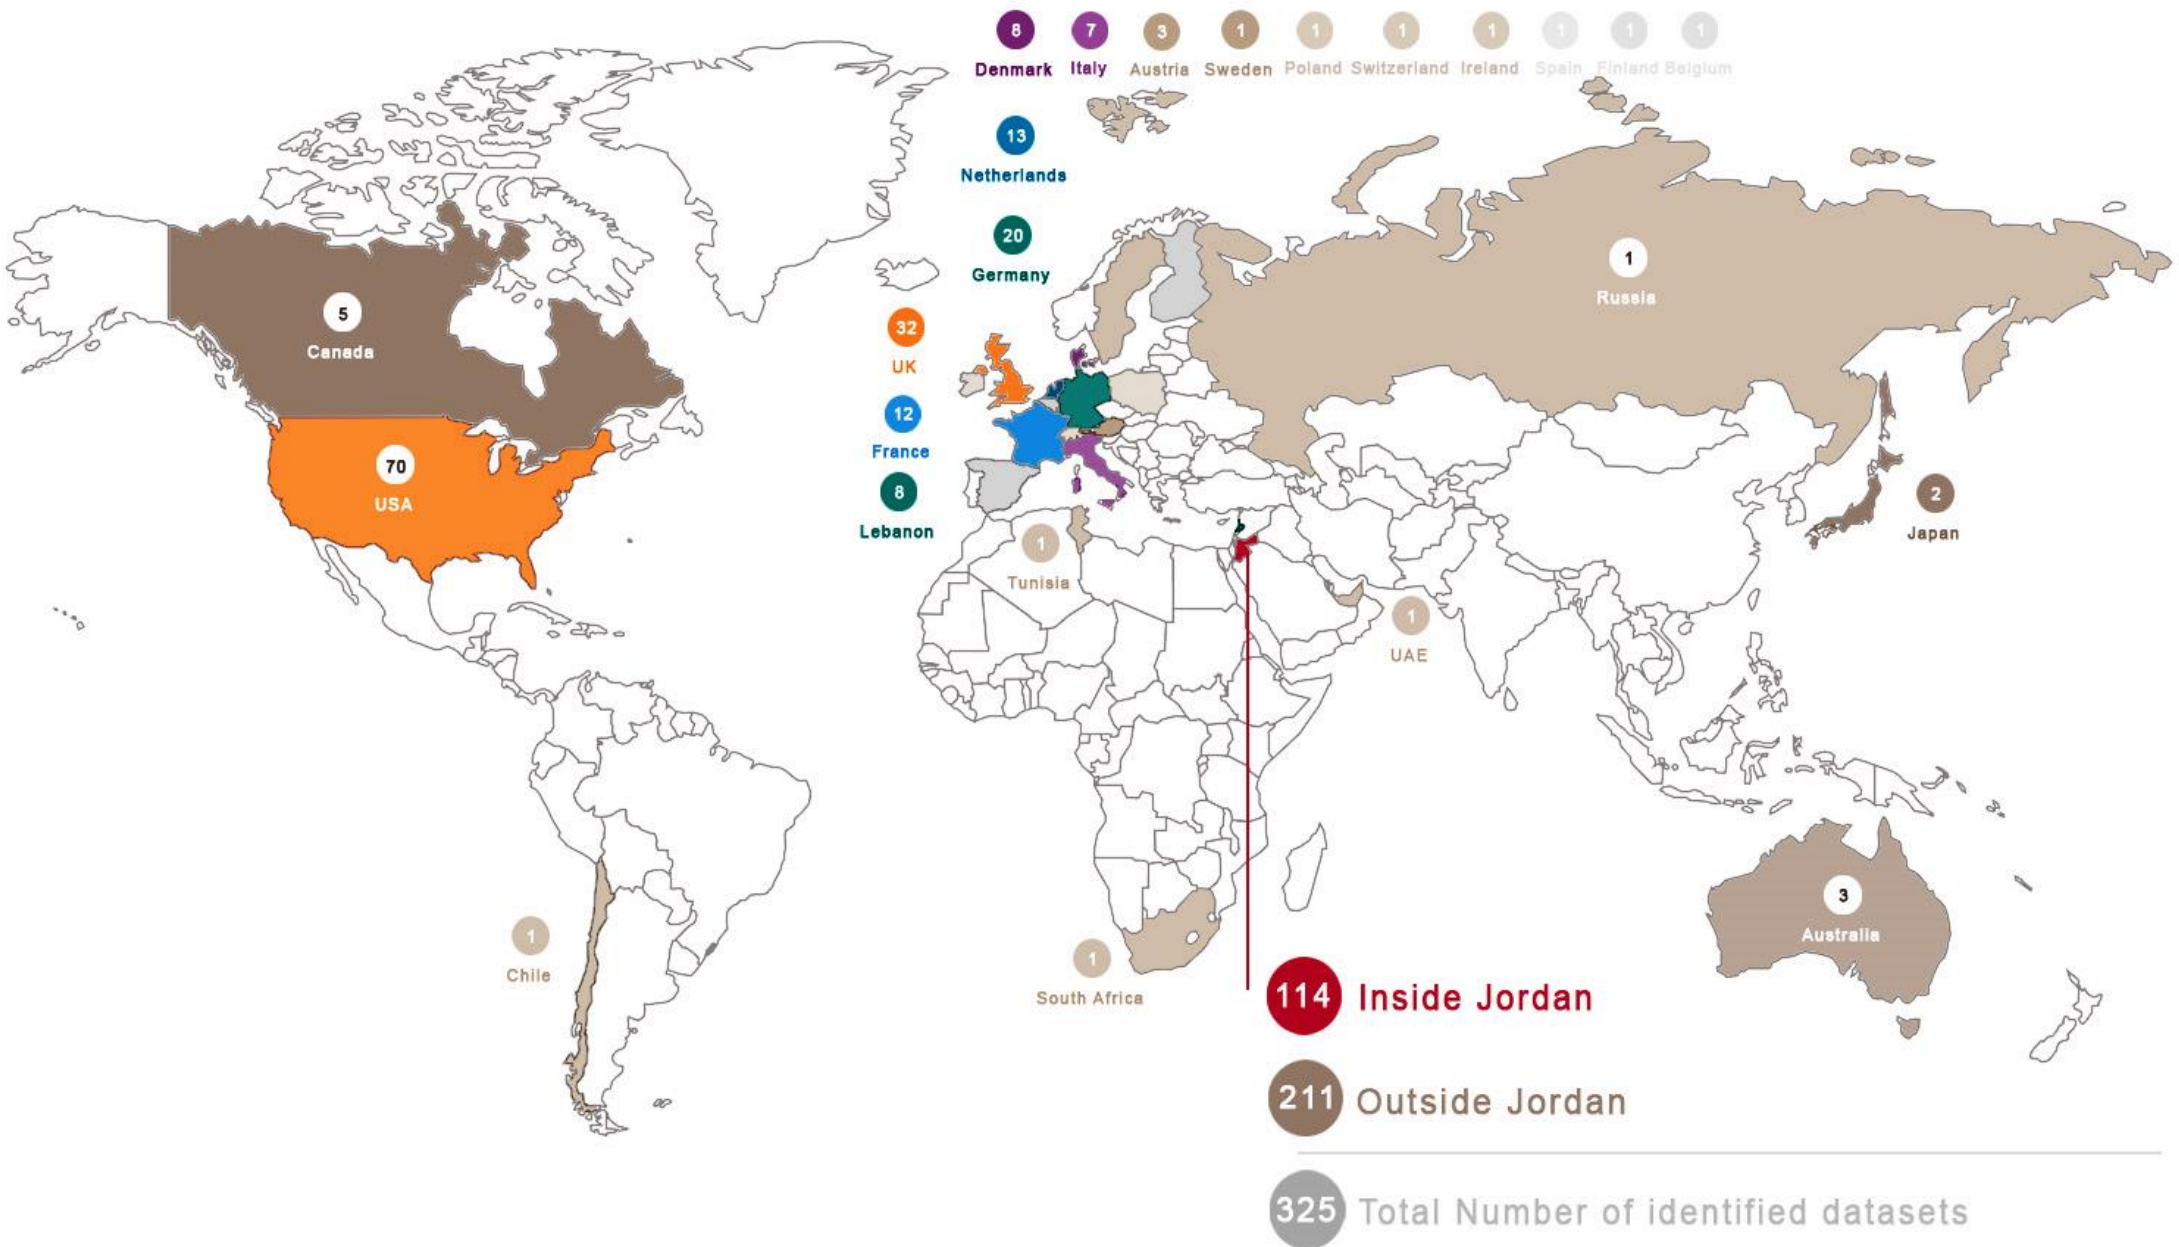 8 7 3 1 1 1 1 1 1 1
Denmark Italy Austria Sweden Poland Switzerland Ireland Spain Finland Belgium
13
Netherlands
20
Germany
1
Russia
5
Canada
32
UK
12
France
70
USA
8
Lebanon
2
Japan
1
Tunisia
1
UAE
3
Australia
1
Chile
1
South Africa
114 Inside Jordan
211 Outside Jordan
325 Total Number of identified datasets